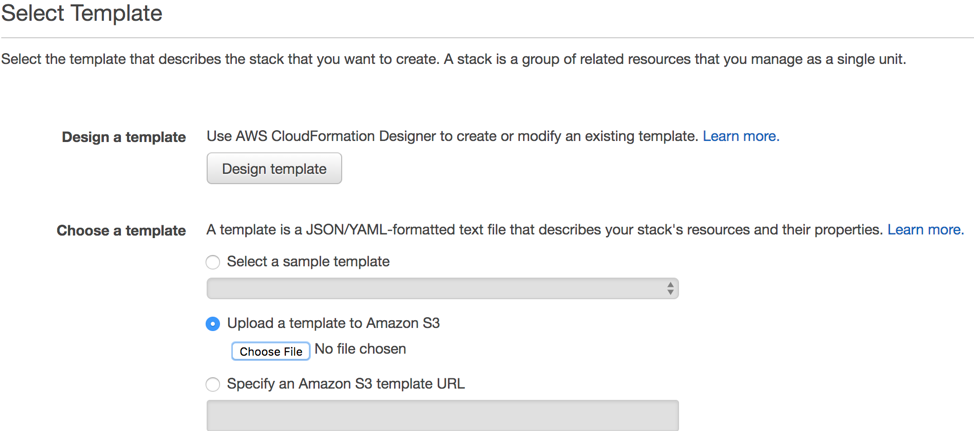 Select Template
Select the template that describes the stack that you want to create. A stack is a group of related resources that you manage as a single unit.
Design a template Use AWS CloudFormation Designer to create or modify an existing template. Learn more.
Design template
Choose a template A template is a JSON/YAML-formatted text file that describes your stack's resources and their properties. Learn more.
Select a sample template
Upload a template to Amazon S3
Choose File No file chosen
Specify an Amazon S3 template URL